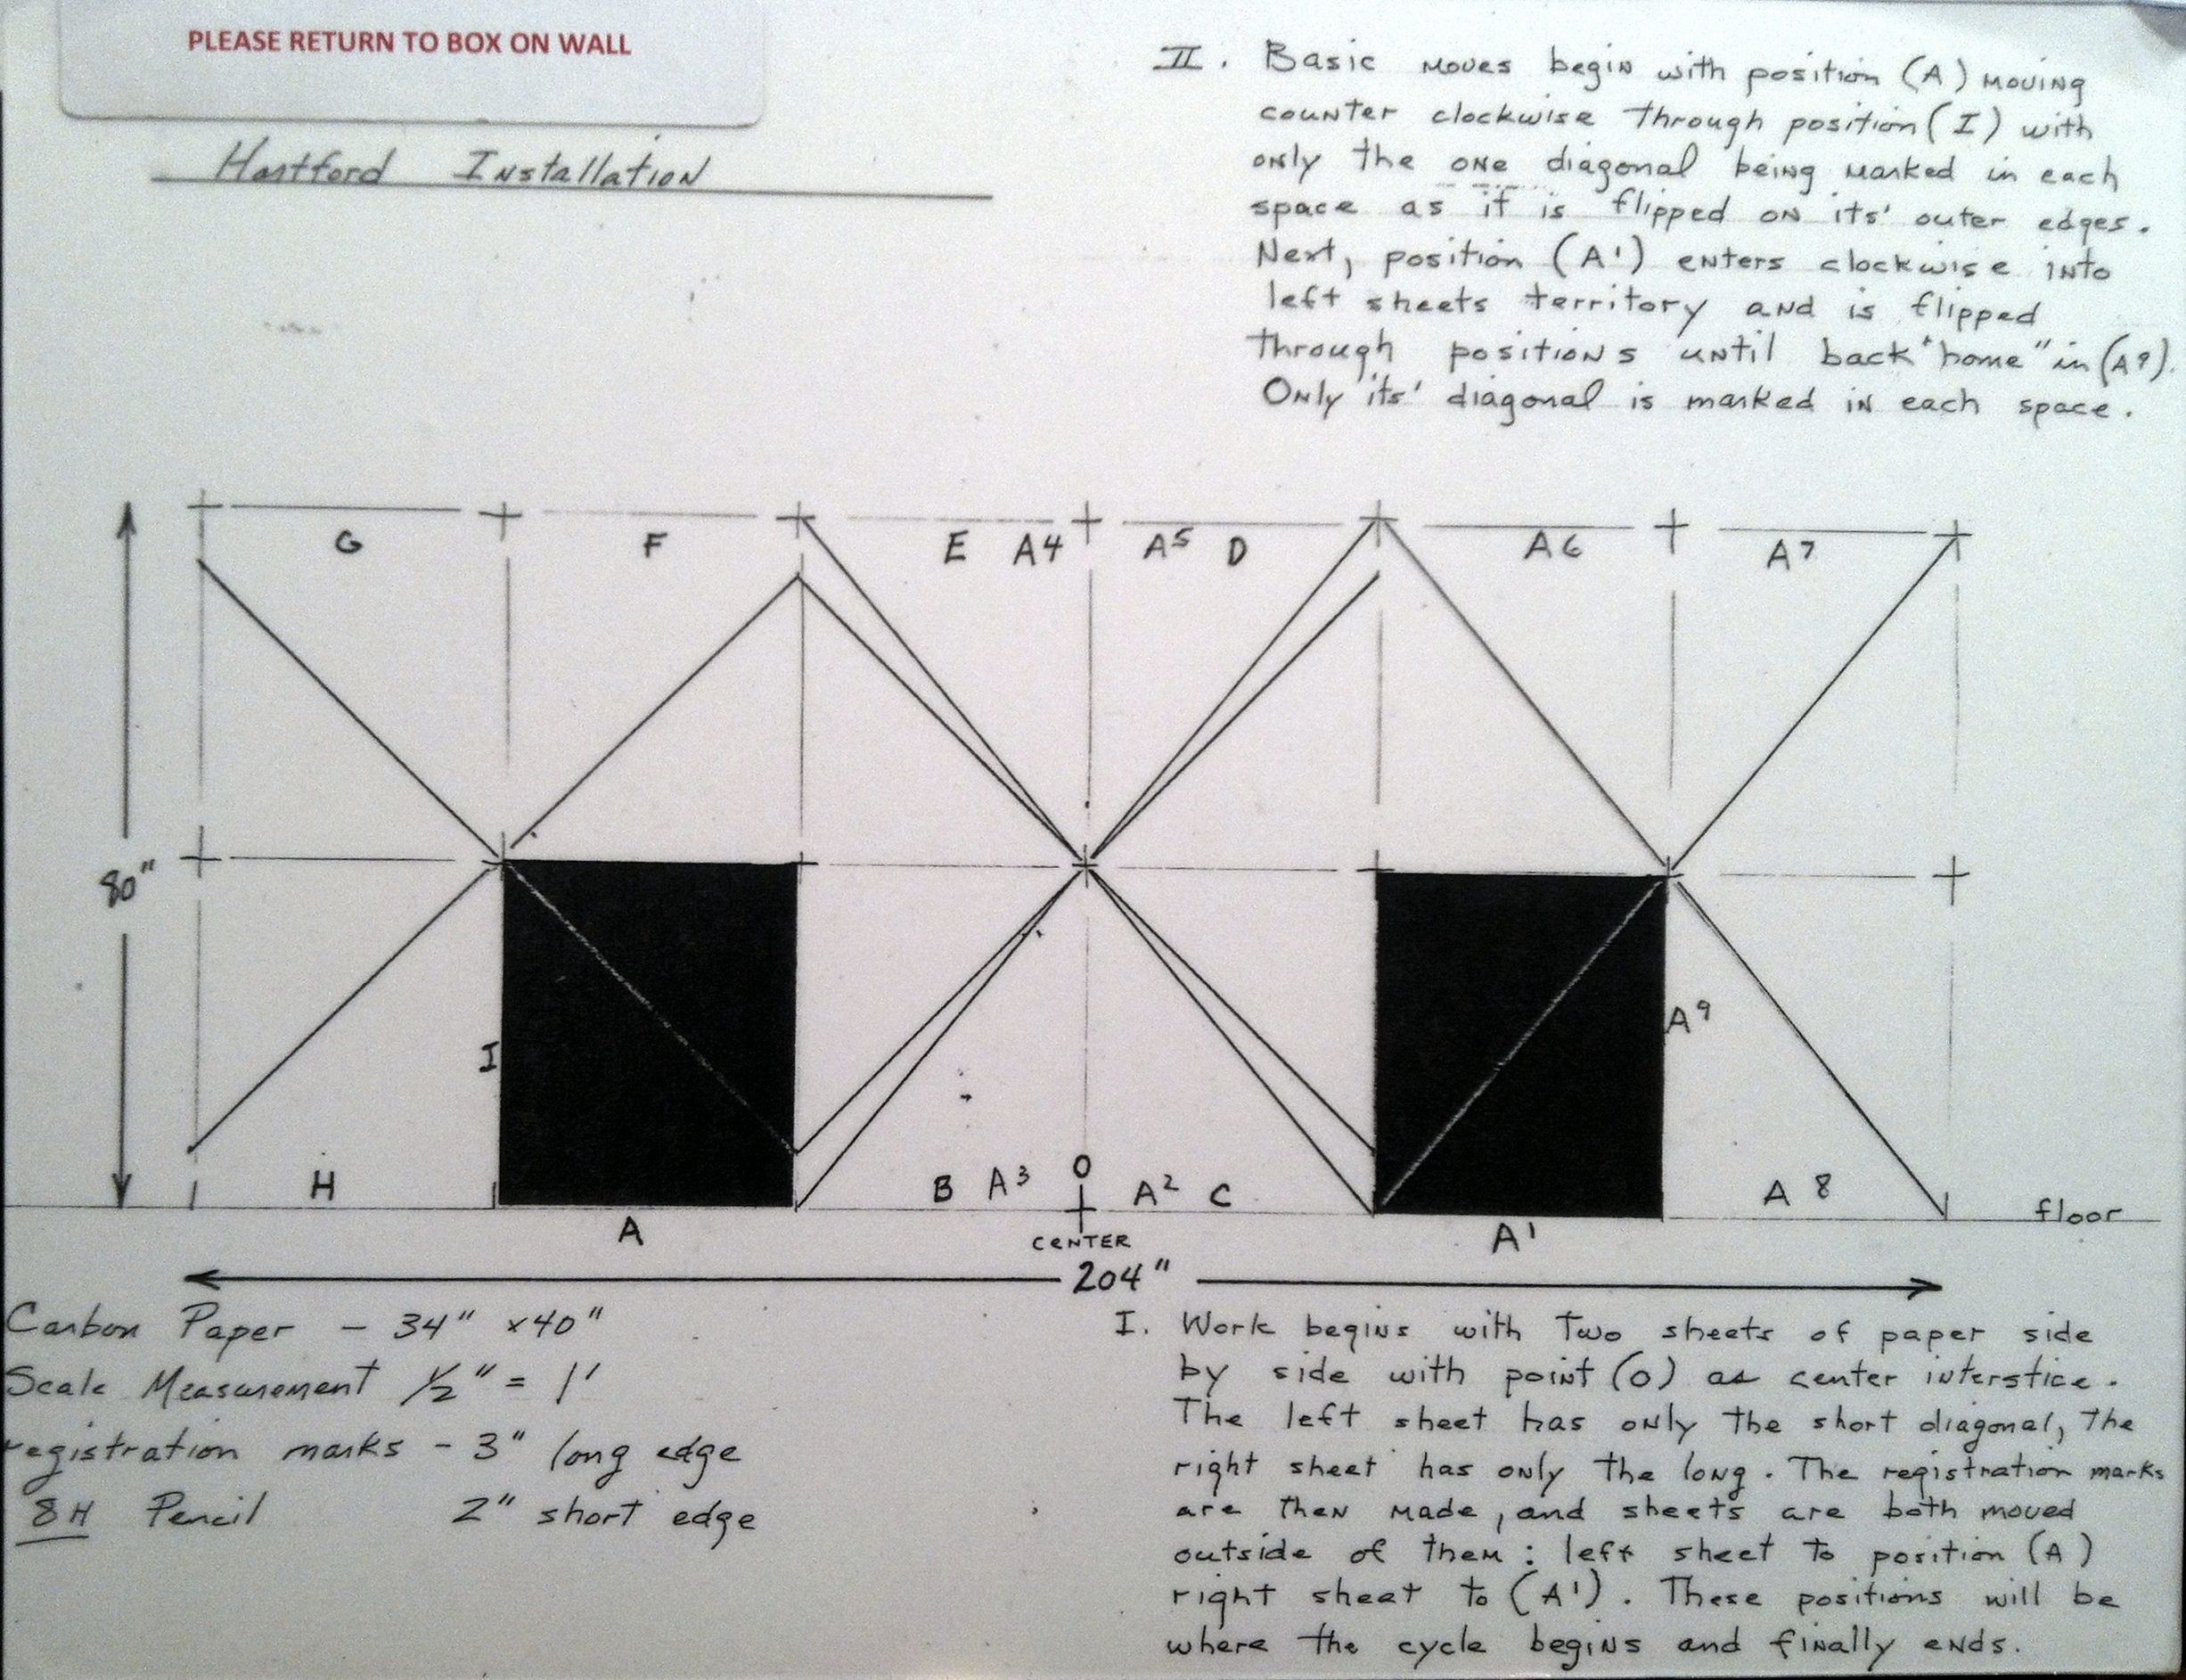 PLEASE RETURN TO BOX ON WALL
Hartford Installation
II. Basic moves begin with position (A) moving
counter clockwise through position (I) with
only the one diagonal being marked in each
space as it is flipped on its' outer edges.
Next, position (A¹) enters clockwise into
left sheets territory and is flipped
through positions until back "home" in (A⁹).
Only its' diagonal is marked in each space.
G F E A4 A⁵ D A6 A⁷
80"
I A⁹
H B A³ O A² C A 8
floor
A CENTER A¹
204"
Carbon Paper - 34" x40"
Scale Measurement ½" = 1'
registration marks - 3" long edge
8H Pencil 2" short edge
I. Work begins with two sheets of paper side
by side with point (O) as center interstice.
The left sheet has only the short diagonal, the
right sheet has only the long. The registration marks
are then made, and sheets are both moved
outside of them: left sheet to position (A)
right sheet to (A¹). These positions will be
where the cycle begins and finally ends.